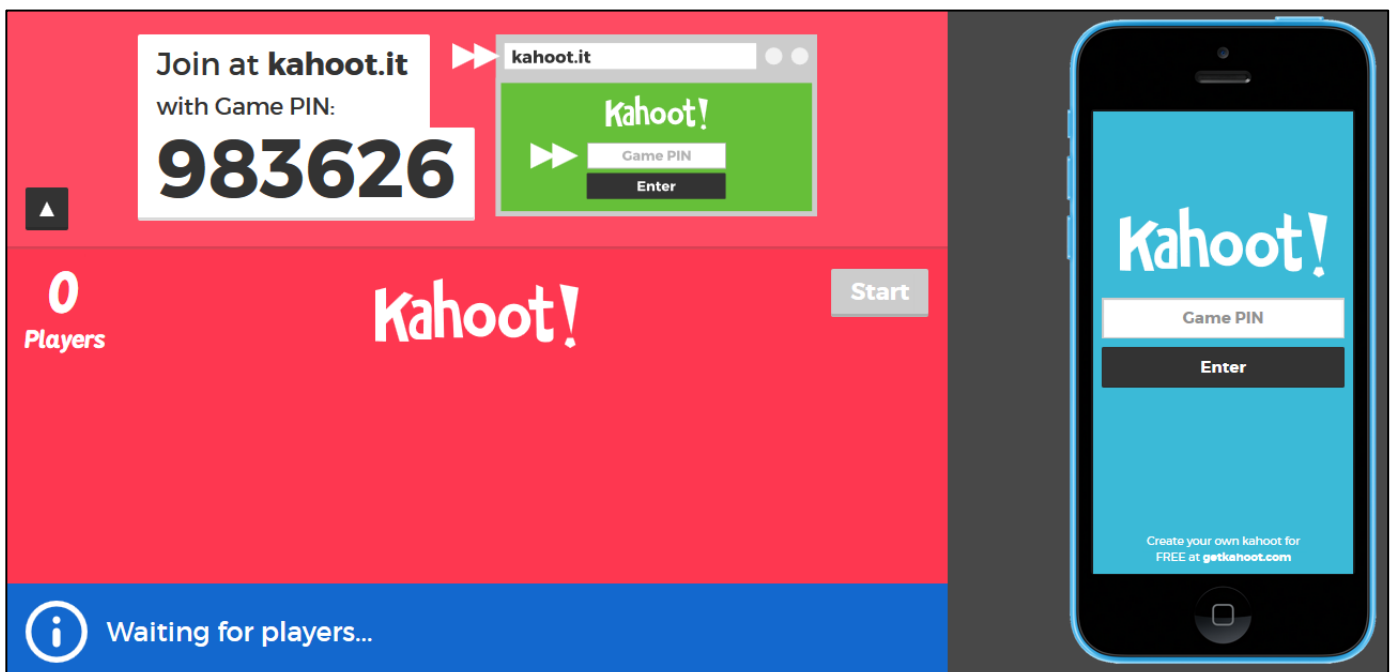 Join at kahoot.it
with Game PIN:
983626
kahoot.it
Kahoot!
Game PIN
Enter
0
Players
Kahoot!
Start
Waiting for players...
Kahoot!
Game PIN
Enter
Create your own kahoot for
FREE at getkahoot.com